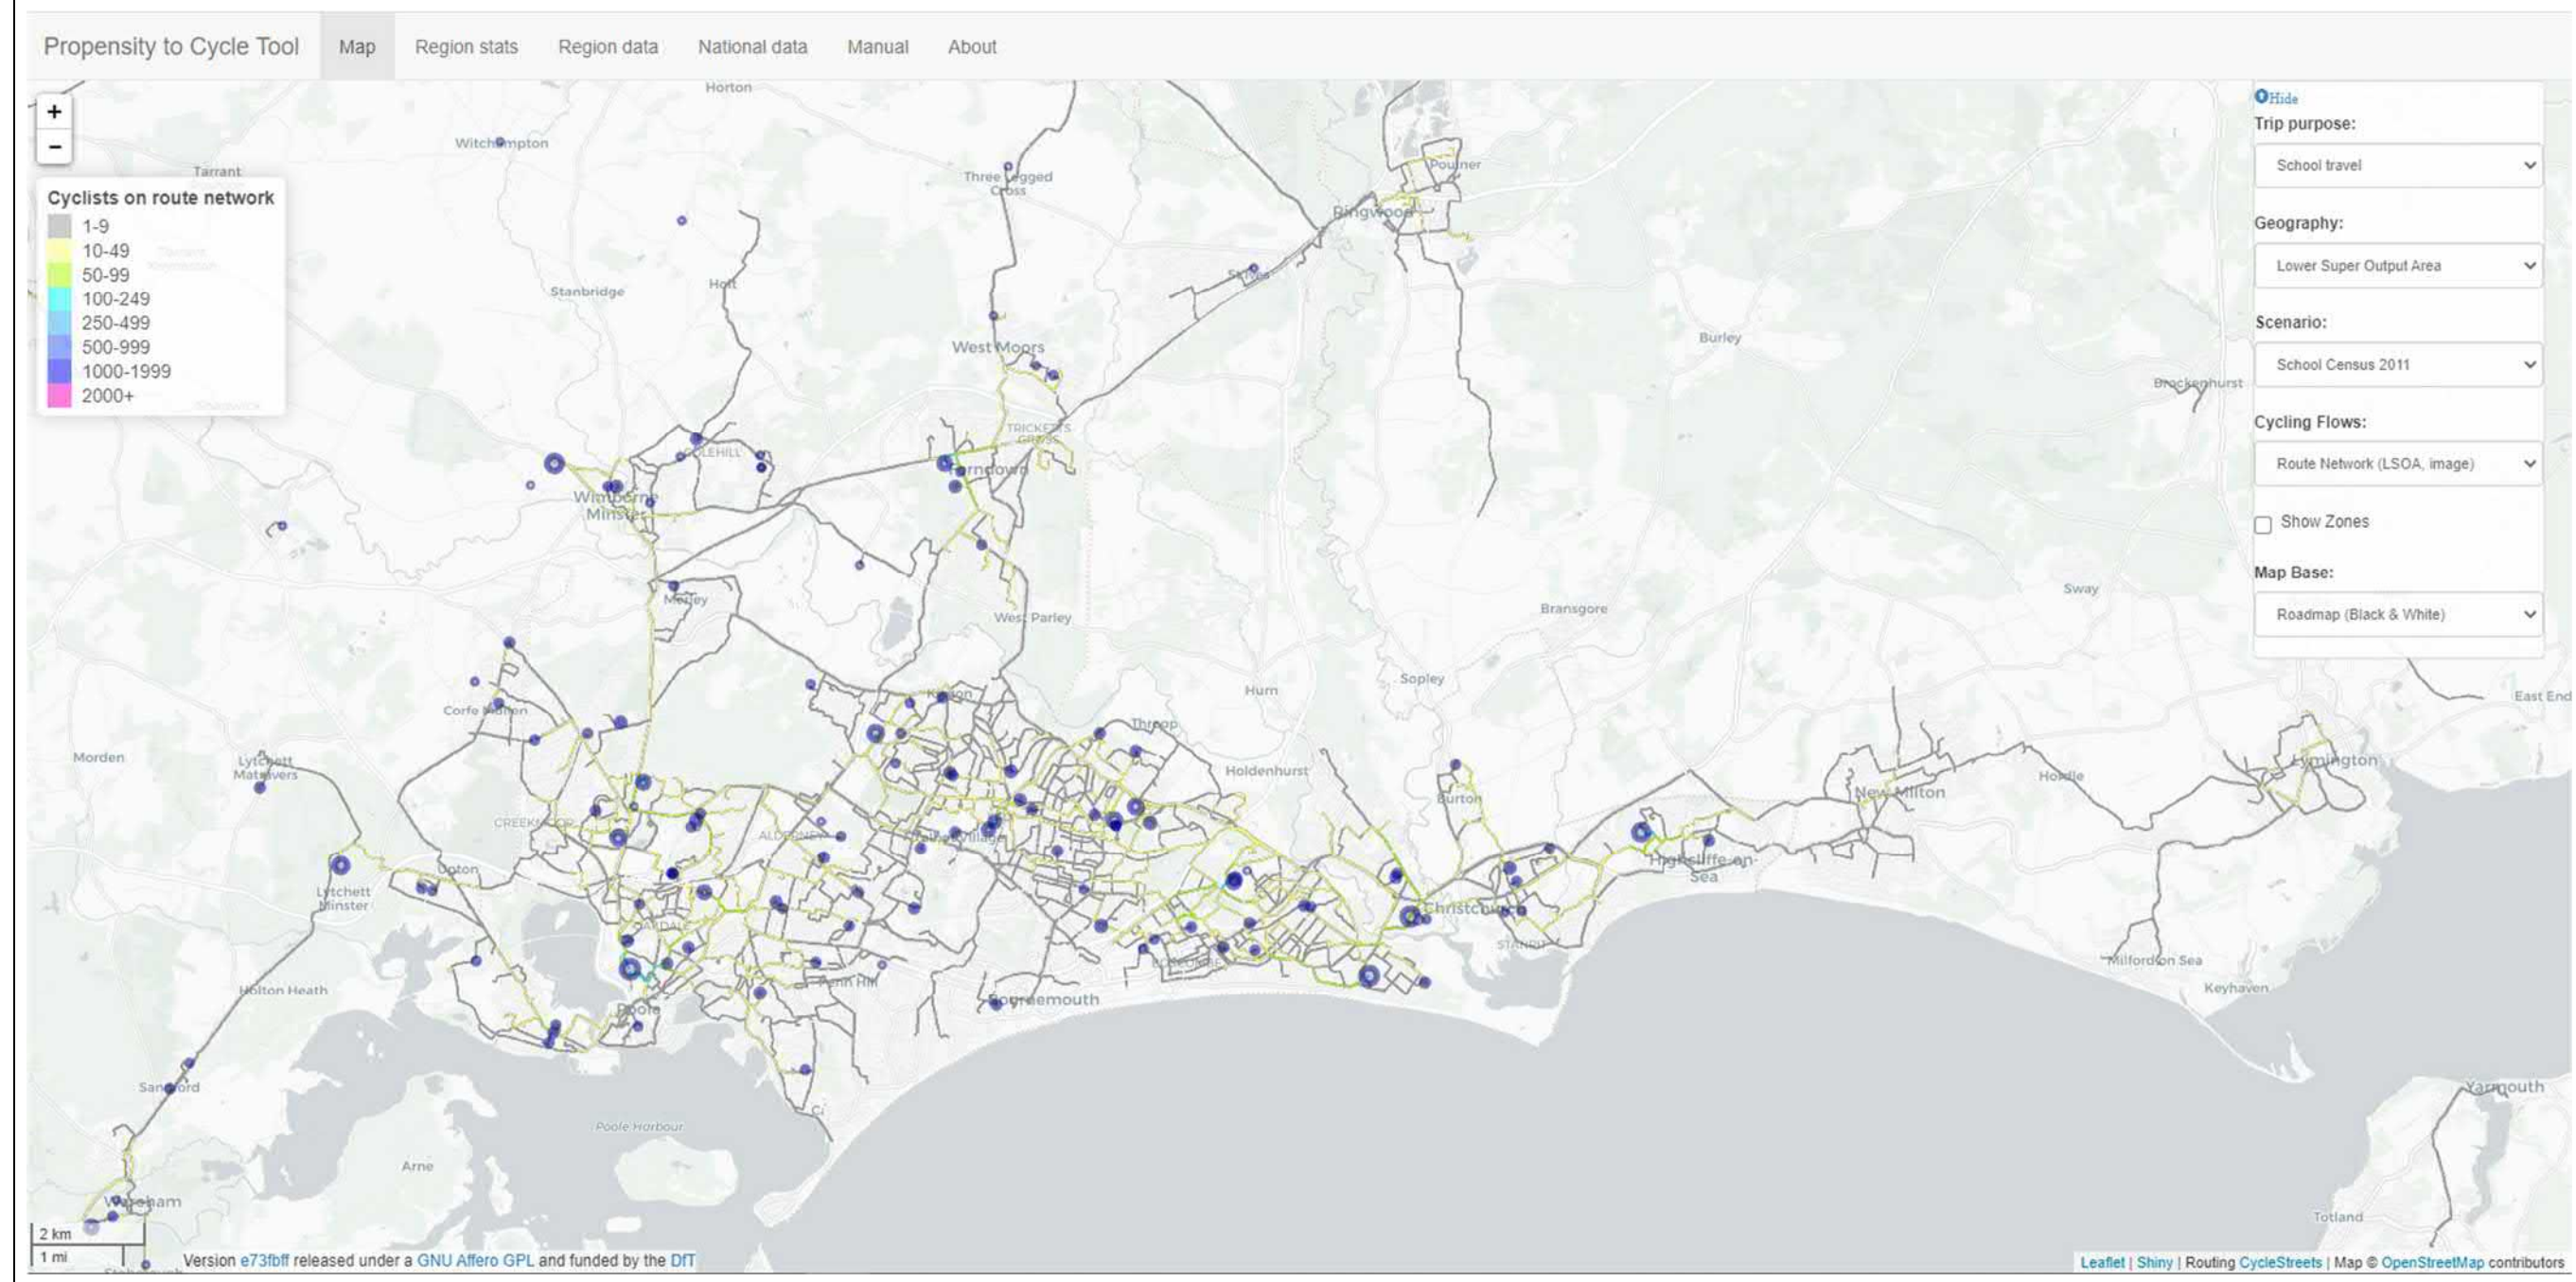 Propensity to Cycle Tool Map Region stats Region data National data Manual About
+
−
Cyclists on route network
1-9
10-49
50-99
100-249
250-499
500-999
1000-1999
2000+
Hide
Trip purpose:
School travel
Geography:
Lower Super Output Area
Scenario:
School Census 2011
Cycling Flows:
Route Network (LSOA, image)
Show Zones
Map Base:
Roadmap (Black & White)
Horton
Witchampton
Tarrant
Three Legged
Cross
Poulner
Ringwood
Holt
Stanbridge
West Moors
Burley
Brockenhurst
TRICKETTS
CROSS
COLEHILL
Ferndown
Wimborne
Minster
Merley
West Parley
Bransgore
Sway
Sopley
Hurn
East End
Kinson
Corfe Mullen
Throop
Morden
Lytchett
Matravers
Holdenhurst
Hordle
Lymington
Burton
New Milton
CREEKMOOR
ALDERNEY
Highcliffe-on-
Sea
Upton
Lytchett
Minster
Christchurch
OAKDALE
BOSCOMBE
Milford on Sea
Penn Hill
Holton Heath
Keyhaven
Bournemouth
Poole
Sandford
Yarmouth
Poole Harbour
Arne
Wareham
Totland
2 km
1 mi
Version e73fbff released under a GNU Affero GPL and funded by the DfT
Leaflet | Shiny | Routing CycleStreets | Map © OpenStreetMap contributors